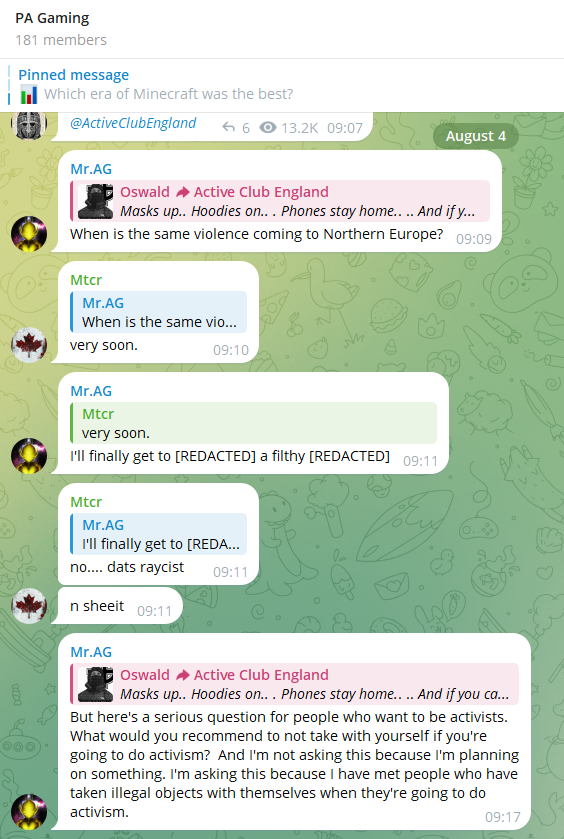 PA Gaming
181 members
Pinned message
📊 Which era of Minecraft was the best?
@ActiveClubEngland 6 13.2K 09:07
August 4
Mr.AG
Oswald Active Club England
Masks up.. Hoodies on.. . Phones stay home.. .. And if y...
When is the same violence coming to Northern Europe? 09:09
Mtcr
Mr.AG
When is the same vio...
very soon. 09:10
Mr.AG
Mtcr
very soon.
I'll finally get to [REDACTED] a filthy [REDACTED] 09:11
Mtcr
Mr.AG
I'll finally get to [REDA...
no.... dats raycist 09:11
n sheeit 09:11
Mr.AG
Oswald Active Club England
Masks up.. Hoodies on.. . Phones stay home.. .. And if you ca...
But here's a serious question for people who want to be activists.
What would you recommend to not take with yourself if you're
going to do activism?  And I'm not asking this because I'm planning
on something. I'm asking this because I have met people who have
taken illegal objects with themselves when they're going to do
activism. 09:17